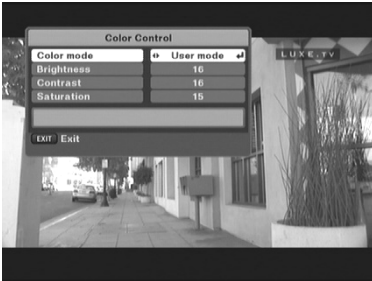 Color Control
Color mode User mode
Brightness 16
Contrast 16
Saturation 15
EXIT Exit
LUXE.TV